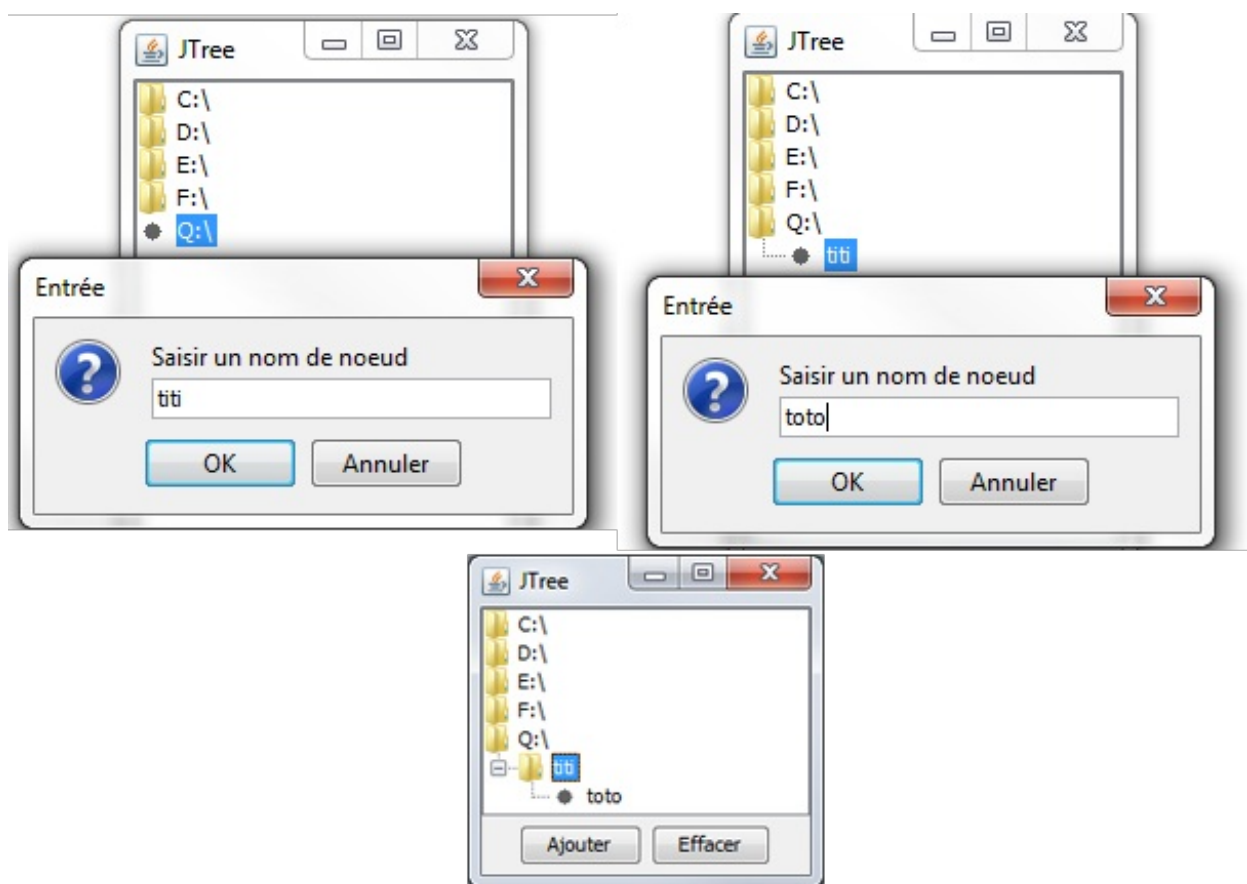 JTree
C:\
D:\
E:\
F:\
Q:\
Entrée
Saisir un nom de noeud
titi
OK Annuler
JTree
C:\
D:\
E:\
F:\
Q:\
titi
Entrée
Saisir un nom de noeud
toto
OK Annuler
JTree
C:\
D:\
E:\
F:\
Q:\
titi
toto
Ajouter Effacer